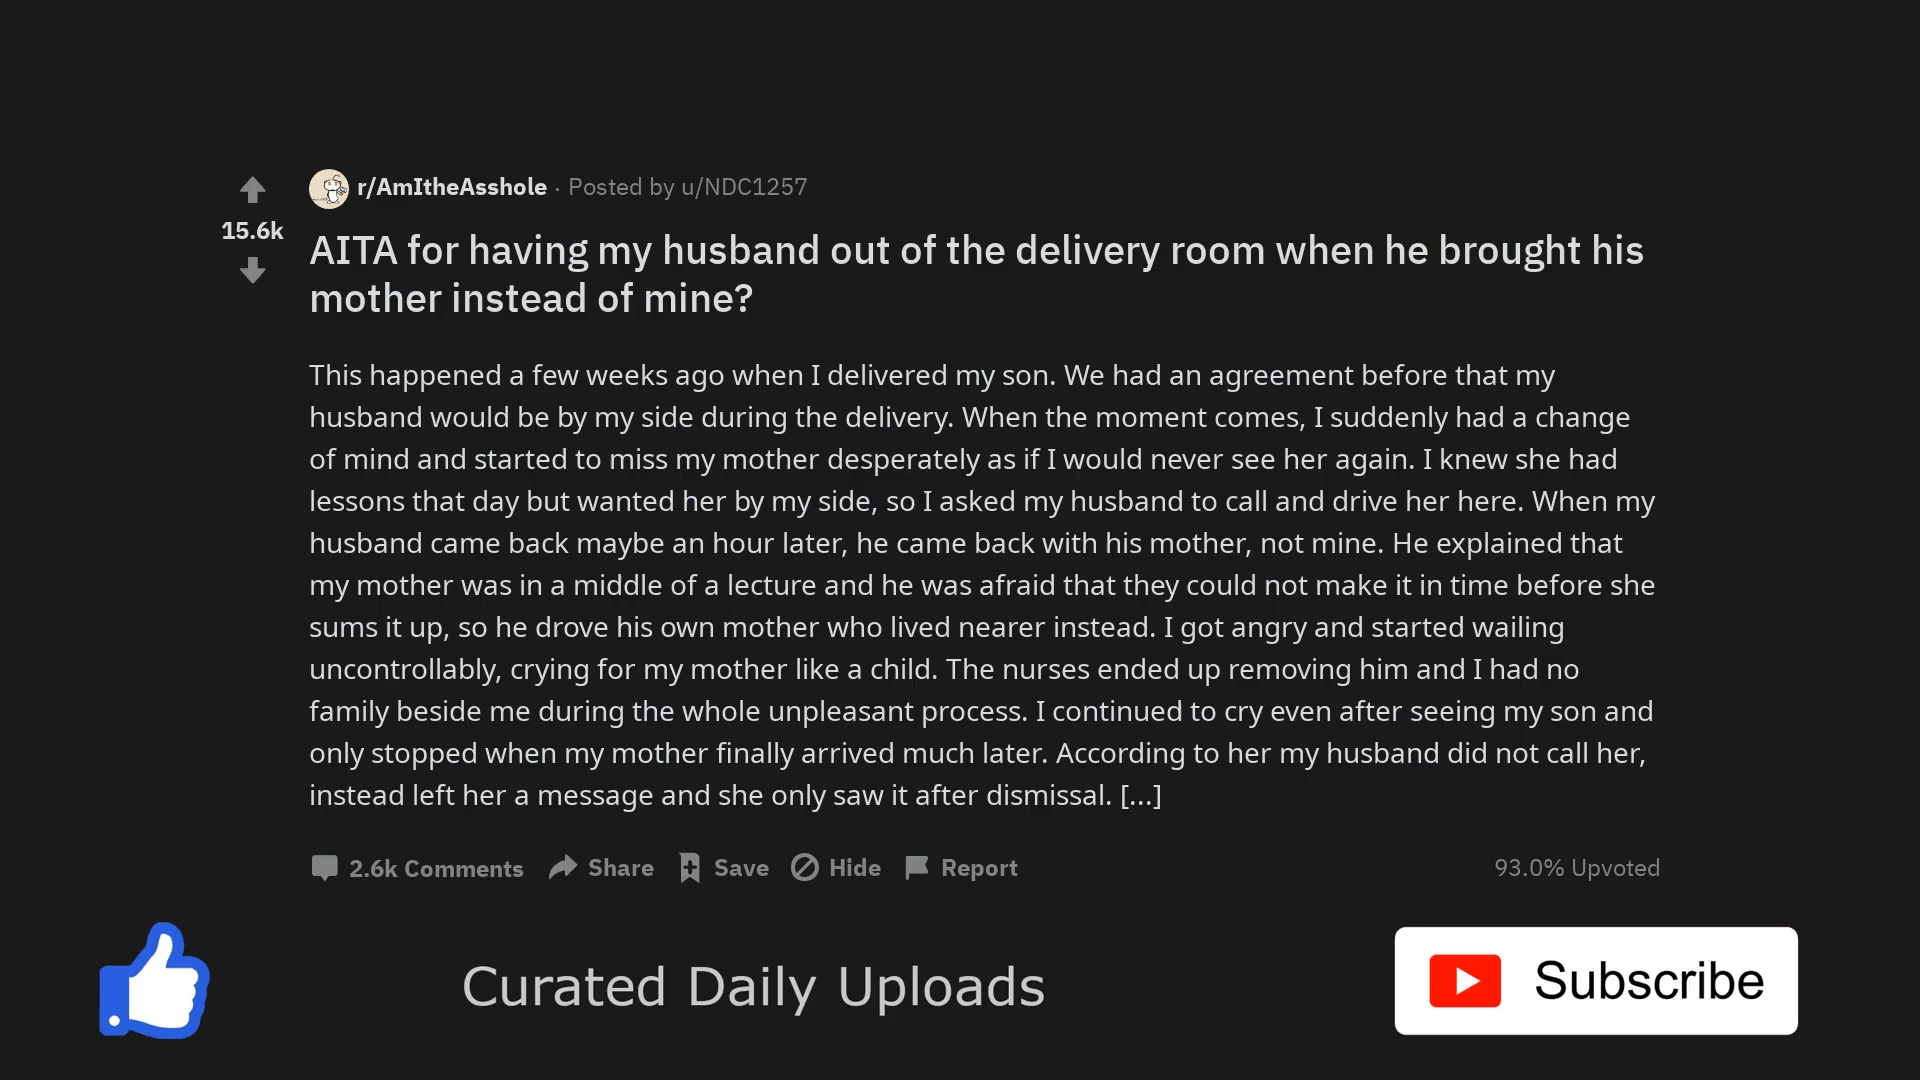 r/AmItheAsshole · Posted by u/NDC1257
15.6k
AITA for having my husband out of the delivery room when he brought his
mother instead of mine?
This happened a few weeks ago when I delivered my son. We had an agreement before that my
husband would be by my side during the delivery. When the moment comes, I suddenly had a change
of mind and started to miss my mother desperately as if I would never see her again. I knew she had
lessons that day but wanted her by my side, so I asked my husband to call and drive her here. When my
husband came back maybe an hour later, he came back with his mother, not mine. He explained that
my mother was in a middle of a lecture and he was afraid that they could not make it in time before she
sums it up, so he drove his own mother who lived nearer instead. I got angry and started wailing
uncontrollably, crying for my mother like a child. The nurses ended up removing him and I had no
family beside me during the whole unpleasant process. I continued to cry even after seeing my son and
only stopped when my mother finally arrived much later. According to her my husband did not call her,
instead left her a message and she only saw it after dismissal. [...]
2.6k Comments Share Save Hide Report 93.0% Upvoted
Curated Daily Uploads
Subscribe